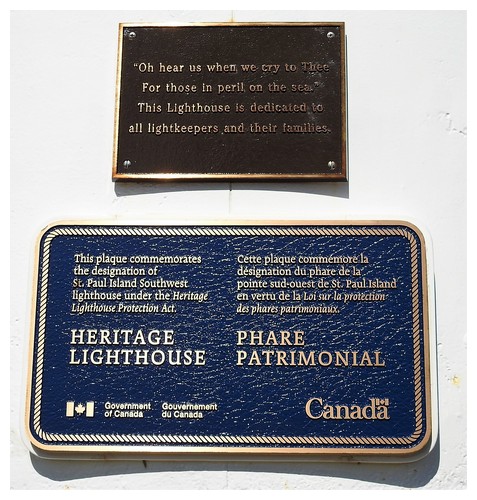 "Oh hear us when we cry to Thee
For those in peril on the sea."
This Lighthouse is dedicated to
all lightkeepers and their families.
This plaque commemorates
the designation of
St. Paul Island Southwest
lighthouse under the Heritage
Lighthouse Protection Act.
HERITAGE
LIGHTHOUSE
Cette plaque commémore la
désignation du phare de la
pointe sud-ouest de St. Paul Island
en vertu de la Loi sur la protection
des phares patrimoniaux.
PHARE
PATRIMONIAL
Government
of Canada
Gouvernement
du Canada
Canada